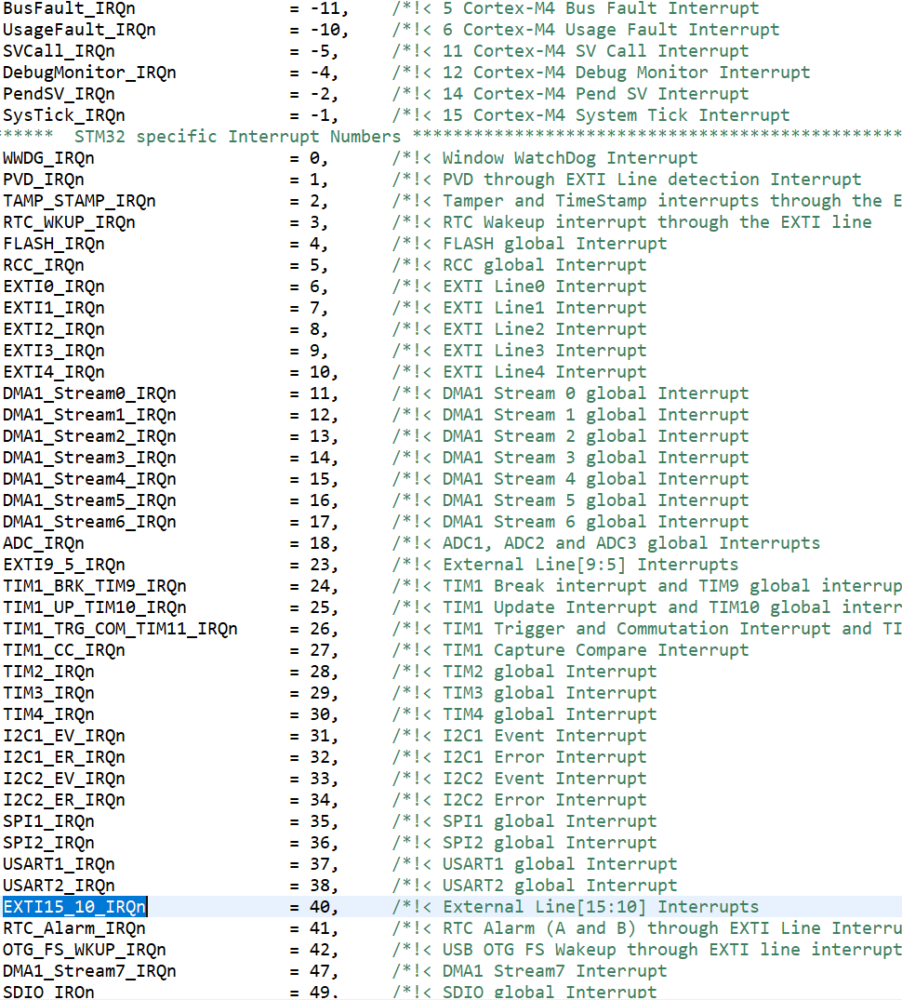 BusFault_IRQn = -11, /*!< 5 Cortex-M4 Bus Fault Interrupt
UsageFault_IRQn = -10, /*!< 6 Cortex-M4 Usage Fault Interrupt
SVCall_IRQn = -5, /*!< 11 Cortex-M4 SV Call Interrupt
DebugMonitor_IRQn = -4, /*!< 12 Cortex-M4 Debug Monitor Interrupt
PendSV_IRQn = -2, /*!< 14 Cortex-M4 Pend SV Interrupt
SysTick_IRQn = -1, /*!< 15 Cortex-M4 System Tick Interrupt
****** STM32 specific Interrupt Numbers ************************************************
WWDG_IRQn = 0, /*!< Window WatchDog Interrupt
PVD_IRQn = 1, /*!< PVD through EXTI Line detection Interrupt
TAMP_STAMP_IRQn = 2, /*!< Tamper and TimeStamp interrupts through the E
RTC_WKUP_IRQn = 3, /*!< RTC Wakeup interrupt through the EXTI line
FLASH_IRQn = 4, /*!< FLASH global Interrupt
RCC_IRQn = 5, /*!< RCC global Interrupt
EXTI0_IRQn = 6, /*!< EXTI Line0 Interrupt
EXTI1_IRQn = 7, /*!< EXTI Line1 Interrupt
EXTI2_IRQn = 8, /*!< EXTI Line2 Interrupt
EXTI3_IRQn = 9, /*!< EXTI Line3 Interrupt
EXTI4_IRQn = 10, /*!< EXTI Line4 Interrupt
DMA1_Stream0_IRQn = 11, /*!< DMA1 Stream 0 global Interrupt
DMA1_Stream1_IRQn = 12, /*!< DMA1 Stream 1 global Interrupt
DMA1_Stream2_IRQn = 13, /*!< DMA1 Stream 2 global Interrupt
DMA1_Stream3_IRQn = 14, /*!< DMA1 Stream 3 global Interrupt
DMA1_Stream4_IRQn = 15, /*!< DMA1 Stream 4 global Interrupt
DMA1_Stream5_IRQn = 16, /*!< DMA1 Stream 5 global Interrupt
DMA1_Stream6_IRQn = 17, /*!< DMA1 Stream 6 global Interrupt
ADC_IRQn = 18, /*!< ADC1, ADC2 and ADC3 global Interrupts
EXTI9_5_IRQn = 23, /*!< External Line[9:5] Interrupts
TIM1_BRK_TIM9_IRQn = 24, /*!< TIM1 Break interrupt and TIM9 global interrup
TIM1_UP_TIM10_IRQn = 25, /*!< TIM1 Update Interrupt and TIM10 global interr
TIM1_TRG_COM_TIM11_IRQn = 26, /*!< TIM1 Trigger and Commutation Interrupt and TI
TIM1_CC_IRQn = 27, /*!< TIM1 Capture Compare Interrupt
TIM2_IRQn = 28, /*!< TIM2 global Interrupt
TIM3_IRQn = 29, /*!< TIM3 global Interrupt
TIM4_IRQn = 30, /*!< TIM4 global Interrupt
I2C1_EV_IRQn = 31, /*!< I2C1 Event Interrupt
I2C1_ER_IRQn = 32, /*!< I2C1 Error Interrupt
I2C2_EV_IRQn = 33, /*!< I2C2 Event Interrupt
I2C2_ER_IRQn = 34, /*!< I2C2 Error Interrupt
SPI1_IRQn = 35, /*!< SPI1 global Interrupt
SPI2_IRQn = 36, /*!< SPI2 global Interrupt
USART1_IRQn = 37, /*!< USART1 global Interrupt
USART2_IRQn = 38, /*!< USART2 global Interrupt
EXTI15_10_IRQn = 40, /*!< External Line[15:10] Interrupts
RTC_Alarm_IRQn = 41, /*!< RTC Alarm (A and B) through EXTI Line Interru
OTG_FS_WKUP_IRQn = 42, /*!< USB OTG FS Wakeup through EXTI line interrupt
DMA1_Stream7_IRQn = 47, /*!< DMA1 Stream7 Interrupt
SDIO_IRQn = 49, /*!< SDIO global Interrupt